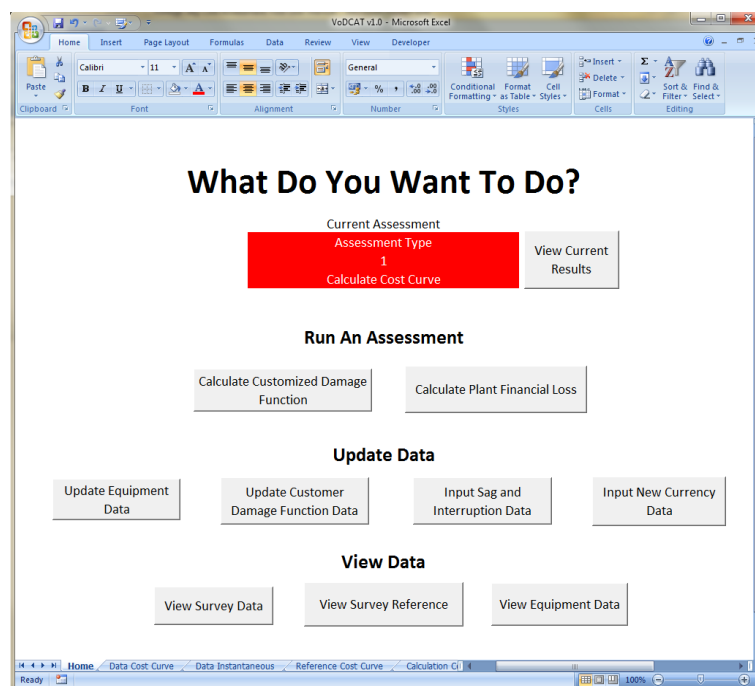 VoDCAT v1.0 - Microsoft Excel
Home Insert Page Layout Formulas Data Review View Developer
Paste
Clipboard
Calibri 11 A A
B I U A
Font
Alignment
General
% , .0 .00 .00 .0
Number
Conditional Formatting
Format as Table
Cell Styles
Styles
Insert
Delete
Format
Cells
Σ
Sort & Filter
Find & Select
Editing
What Do You Want To Do?
Current Assessment
Assessment Type
1
Calculate Cost Curve
View Current
Results
Run An Assessment
Calculate Customized Damage
Function
Calculate Plant Financial Loss
Update Data
Update Equipment
Data
Update Customer
Damage Function Data
Input Sag and
Interruption Data
Input New Currency
Data
View Data
View Survey Data
View Survey Reference
View Equipment Data
Home Data Cost Curve Data Instantaneous Reference Cost Curve Calculation
Ready 100%